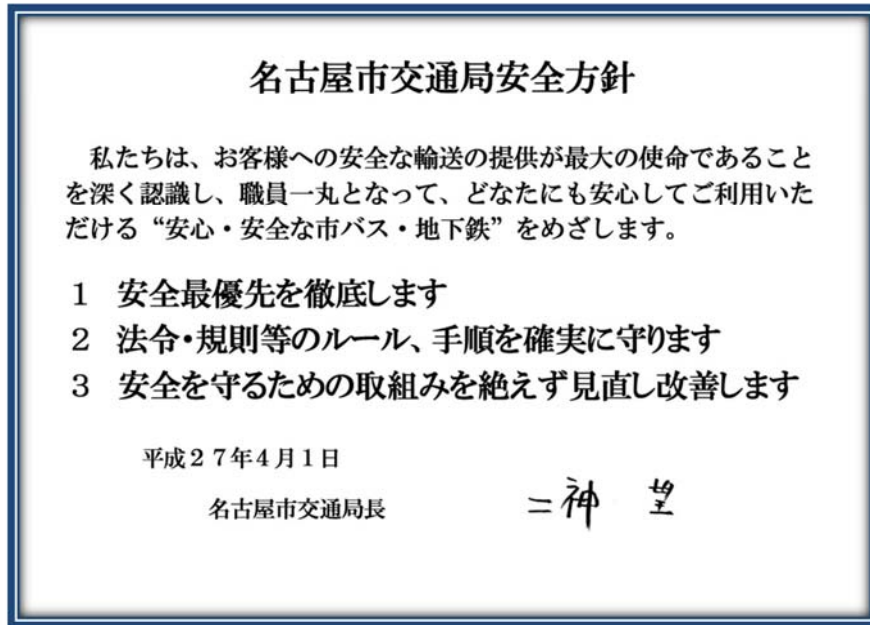 名古屋市交通局安全方針
私たちは、お客様への安全な輸送の提供が最大の使命であること
を深く認識し、職員一丸となって、どなたにも安心してご利用いた
だける“安心・安全な市バス・地下鉄”をめざします。
1 安全最優先を徹底します
2 法令・規則等のルール、手順を確実に守ります
3 安全を守るための取組みを絶えず見直し改善します
平成27年4月1日
名古屋市交通局長 二神 望